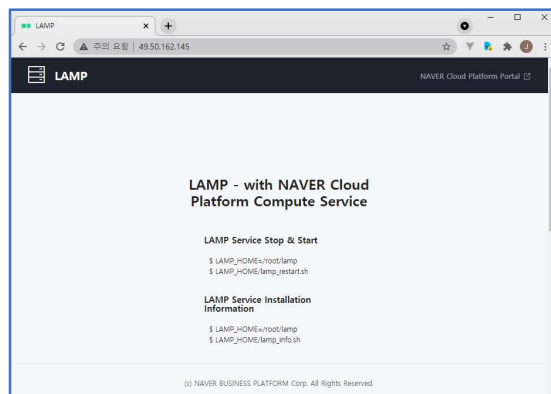 LAMP
주의 요함 | 49.50.162.145
J
LAMP
NAVER Cloud Platform Portal
LAMP - with NAVER Cloud
Platform Compute Service
LAMP Service Stop & Start
$ LAMP_HOME=/root/lamp
$ LAMP_HOME/lamp_restart.sh
LAMP Service Installation
Information
$ LAMP_HOME=/root/lamp
$ LAMP_HOME/lamp_info.sh
(c) NAVER BUSINESS PLATFORM Corp. All Rights Reserved.